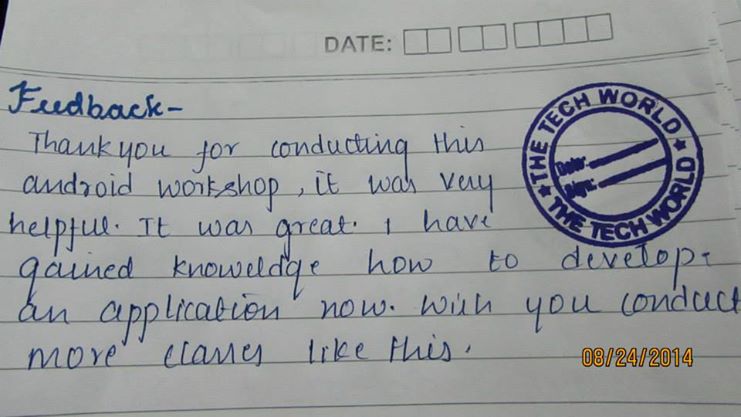 DATE:
Feedback-
Thank you for conducting this
android workshop, it was very
helpful. It was great. I have
gained knoweldge how to develop.
an application now. wish you conduct
more classes like this.
THE TECH WORLD
Date:
Sign:
THE TECH WORLD
08/24/2014